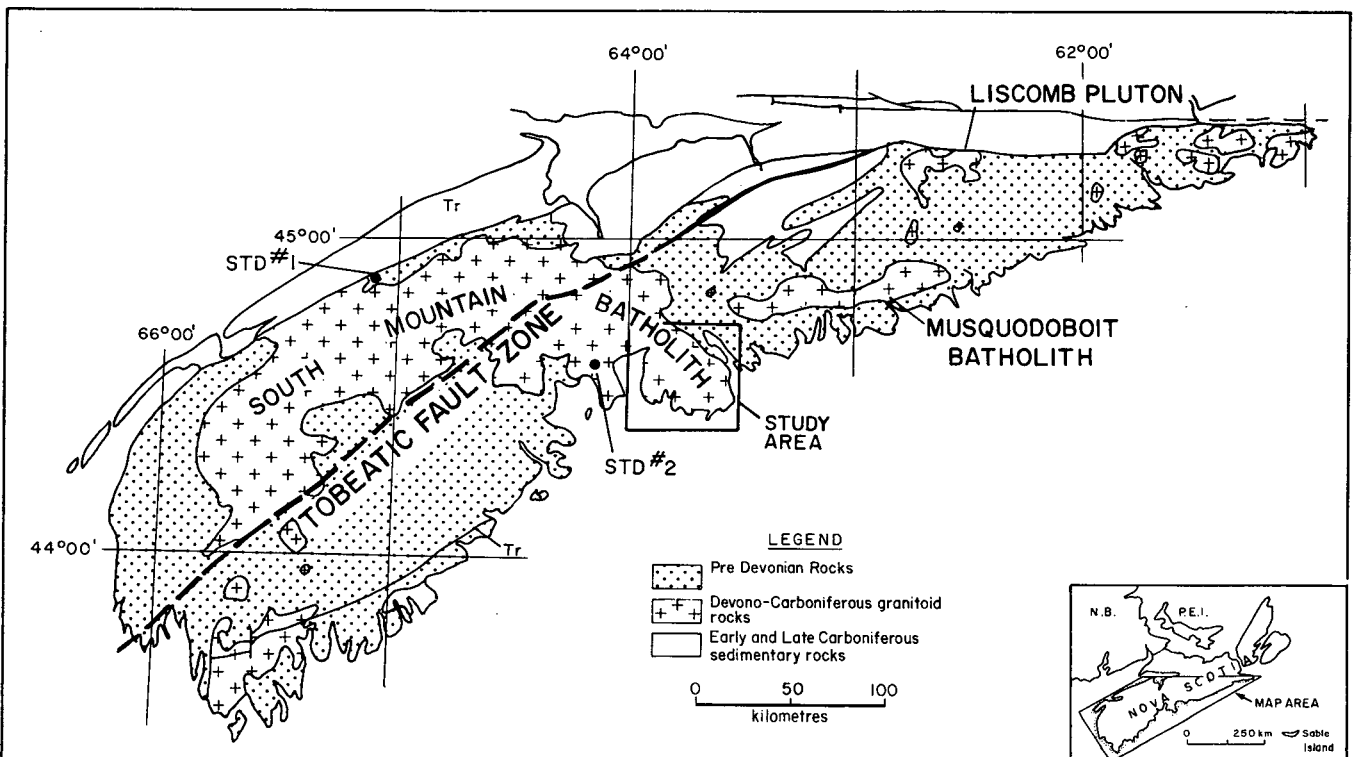 64°00'
62°00'
LISCOMB PLUTON
Tr
45°00'
STD #1
MOUNTAIN
BATHOLITH
66°00'
SOUTH
TOBEATIC FAULT ZONE
MUSQUODOBOIT
BATHOLITH
STUDY
AREA
STD #2
44°00'
Tr
LEGEND
Pre Devonian Rocks
Devono-Carboniferous granitoid
rocks
Early and Late Carboniferous
sedimentary rocks
0 50 100
kilometres
N.B.
P.E.I.
NOVA SCOTIA
MAP AREA
0 250 km
Sable
Island